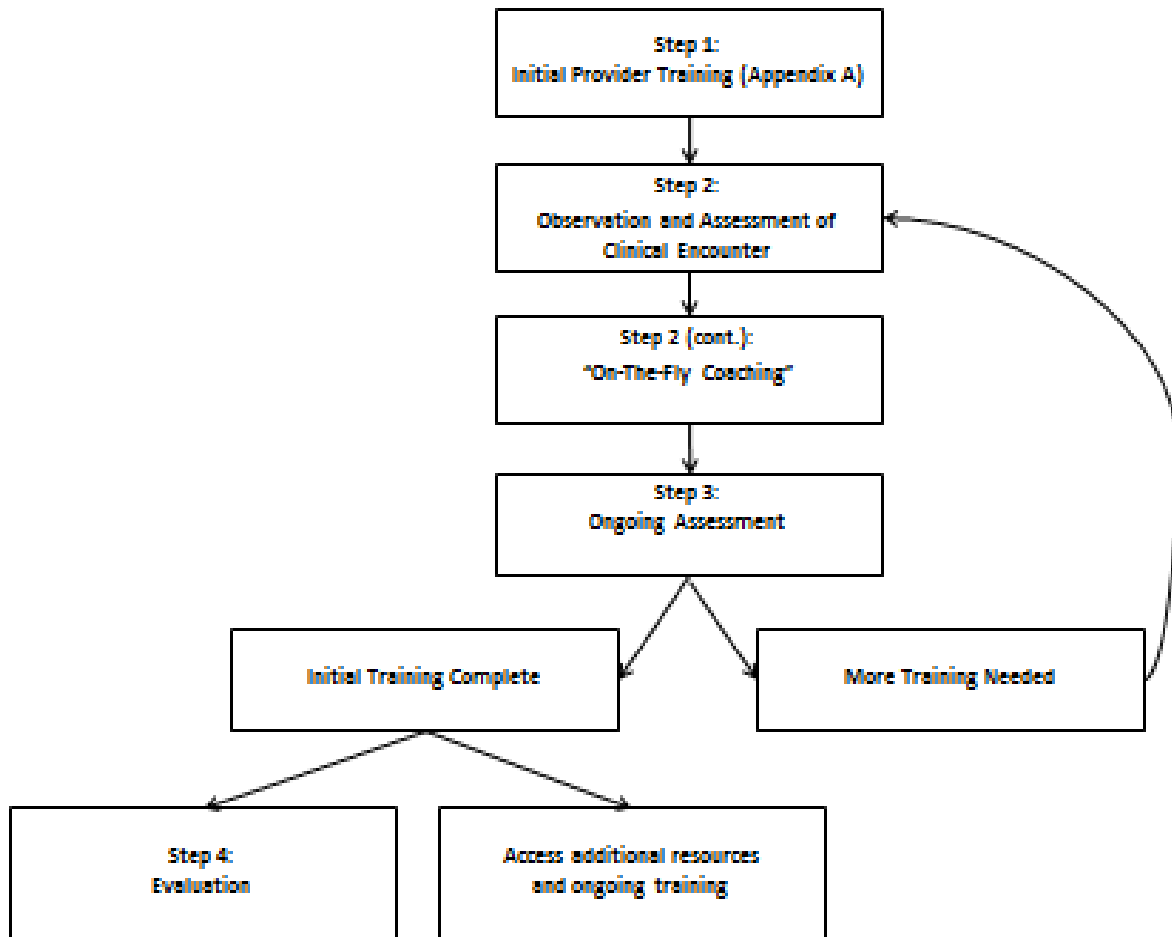 Step 1:
Initial Provider Training (Appendix A)
Step 2:
Observation and Assessment of
Clinical Encounter
Step 2 (cont.):
"On-The-Fly Coaching"
Step 3:
Ongoing Assessment
Initial Training Complete
More Training Needed
Step 4:
Evaluation
Access additional resources
and ongoing training